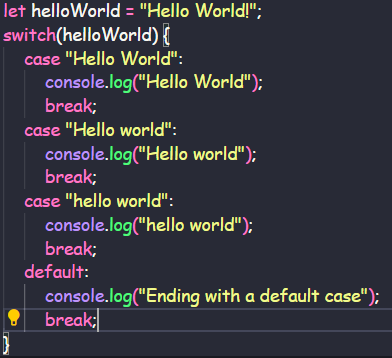 let helloWorld = "Hello World!";
switch(helloWorld) {
case "Hello World":
console.log("Hello World");
break;
case "Hello world":
console.log("Hello world");
break;
case "hello world":
console.log("hello world");
break;
default:
console.log("Ending with a default case");
break;
}